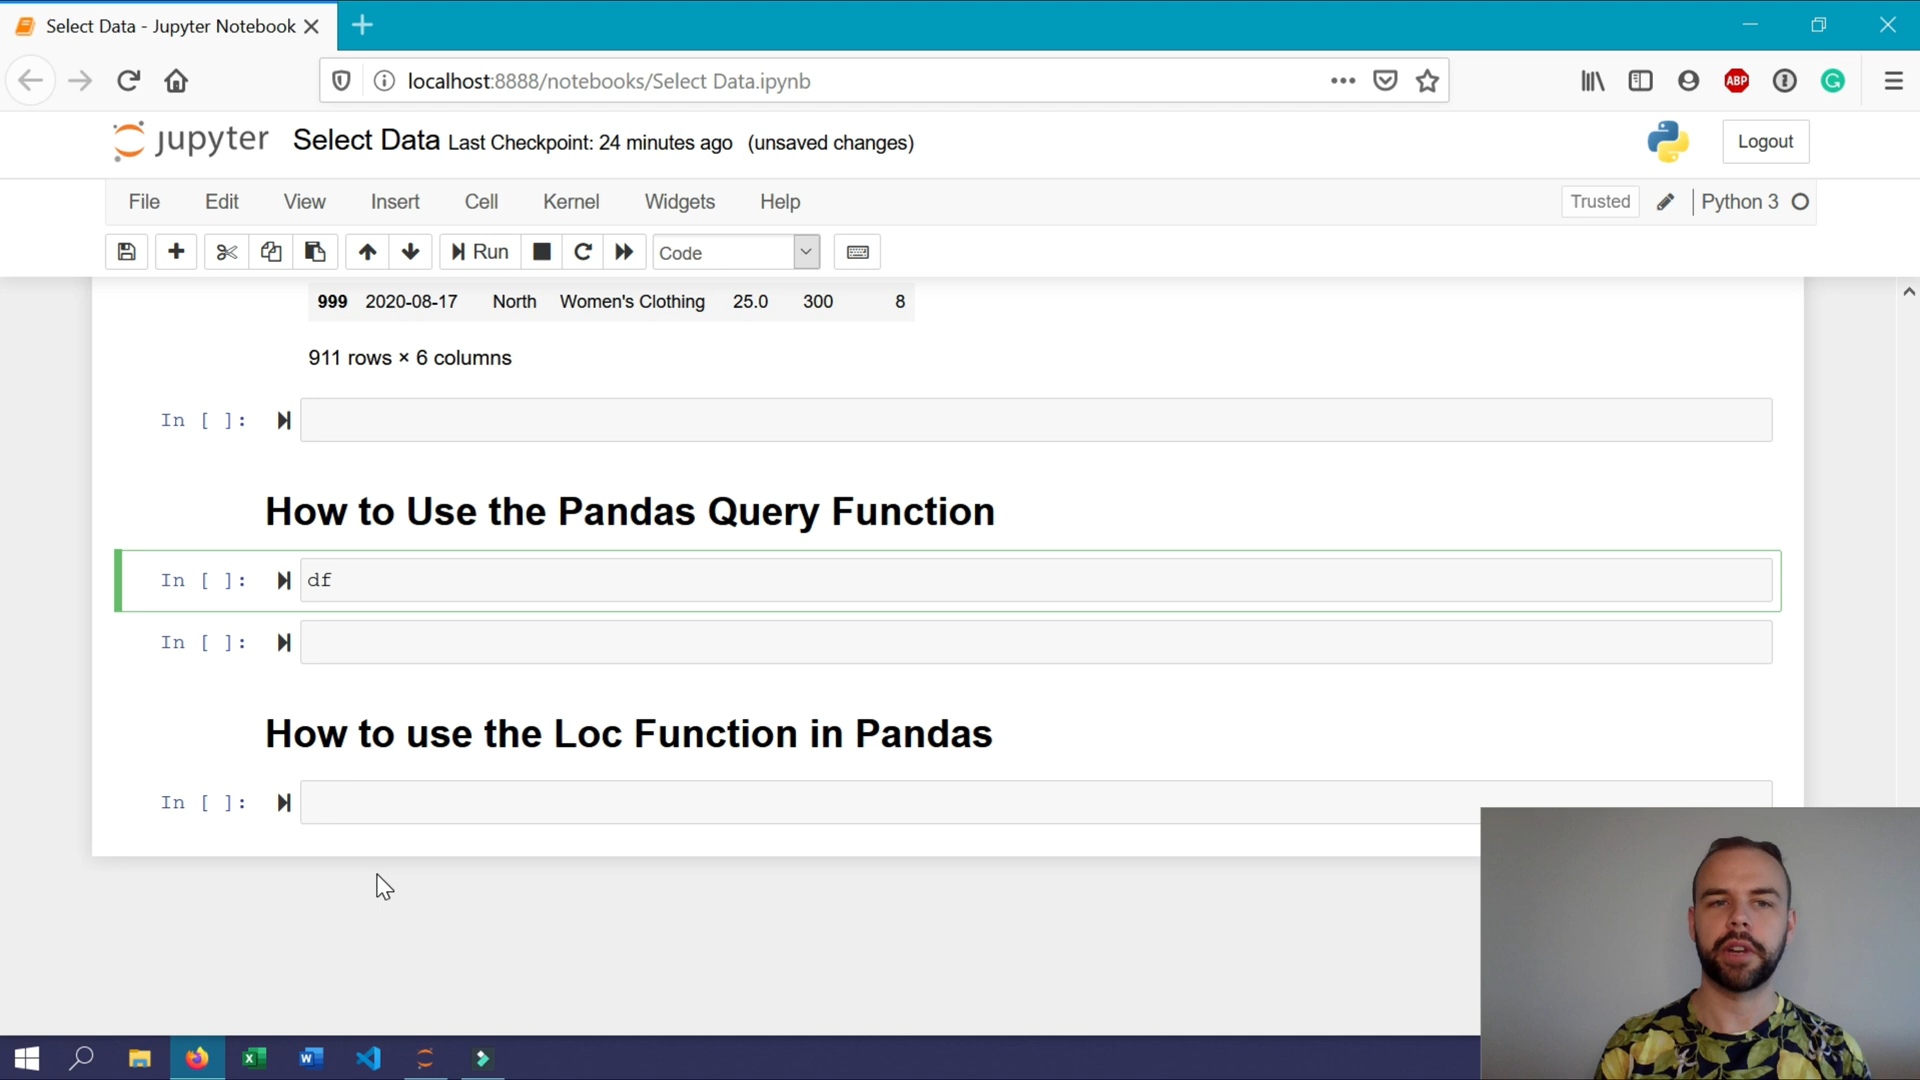 Select Data - Jupyter Notebook
localhost:8888/notebooks/Select Data.ipynb
ABP
jupyter Select Data Last Checkpoint: 24 minutes ago (unsaved changes)
Logout
File Edit View Insert Cell Kernel Widgets Help
Trusted Python 3
Run Code
999 2020-08-17 North Women's Clothing 25.0 300 8
911 rows × 6 columns
In [ ]:
How to Use the Pandas Query Function
In [ ]: df
In [ ]:
How to use the Loc Function in Pandas
In [ ]: